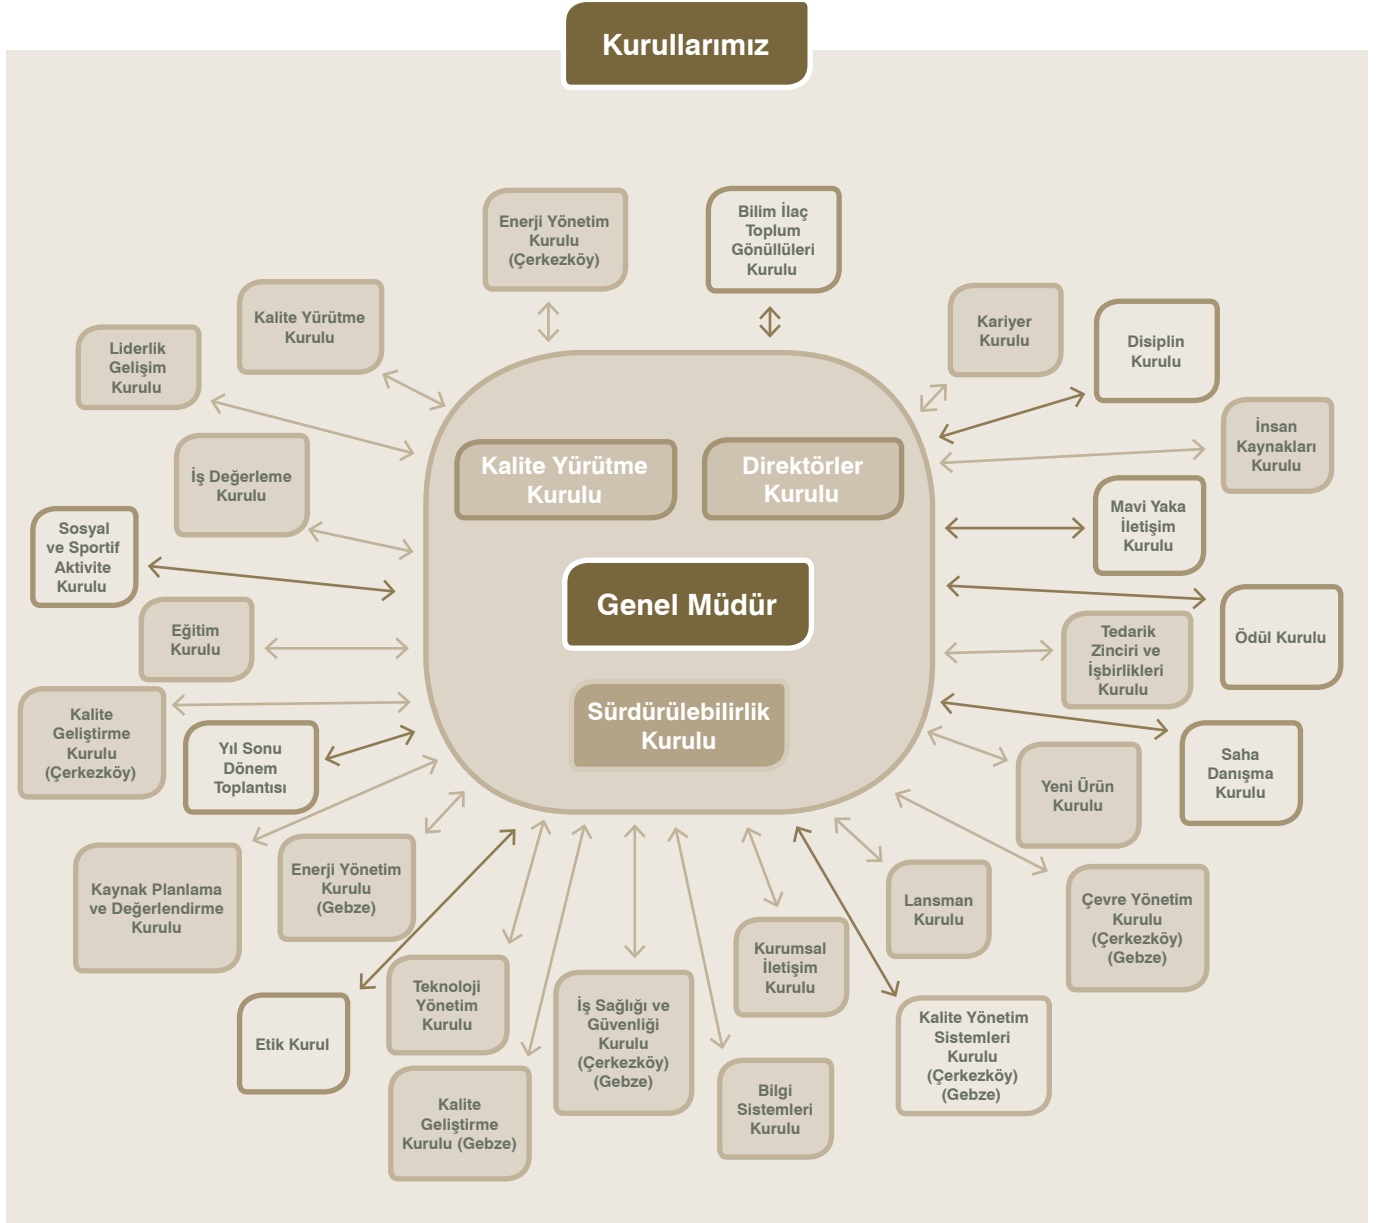 Kurullarımız
Enerji Yönetim
Kurulu
(Çerkezköy)
Bilim İlaç
Toplum
Gönüllüleri
Kurulu
Kalite Yürütme
Kurulu
Liderlik
Gelişim
Kurulu
Kariyer
Kurulu
Disiplin
Kurulu
İş Değerleme
Kurulu
İnsan
Kaynakları
Kurulu
Kalite Yürütme
Kurulu
Direktörler
Kurulu
Sosyal
ve Sportif
Aktivite
Kurulu
Mavi Yaka
İletişim
Kurulu
Genel Müdür
Eğitim
Kurulu
Ödül Kurulu
Tedarik
Zinciri ve
İşbirlikleri
Kurulu
Sürdürülebilirlik
Kurulu
Kalite
Geliştirme
Kurulu
(Çerkezköy)
Yıl Sonu
Dönem
Toplantısı
Saha
Danışma
Kurulu
Yeni Ürün
Kurulu
Kaynak Planlama
ve Değerlendirme
Kurulu
Enerji Yönetim
Kurulu
(Gebze)
Lansman
Kurulu
Çevre Yönetim
Kurulu
(Çerkezköy)
(Gebze)
Kurumsal
İletişim
Kurulu
Teknoloji
Yönetim
Kurulu
İş Sağlığı ve
Güvenliği
Kurulu
(Çerkezköy)
(Gebze)
Kalite Yönetim
Sistemleri
Kurulu
(Çerkezköy)
(Gebze)
Etik Kurul
Kalite
Geliştirme
Kurulu (Gebze)
Bilgi
Sistemleri
Kurulu